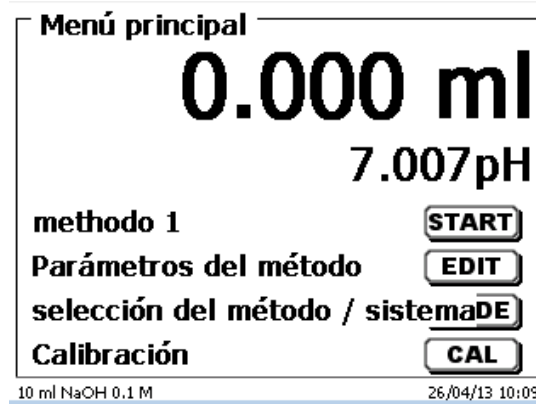 Menú principal
0.000 ml
7.007pH
methodo 1 START
Parámetros del método EDIT
selección del método / sistemaDE
Calibración CAL
10 ml NaOH 0.1 M 26/04/13 10:09